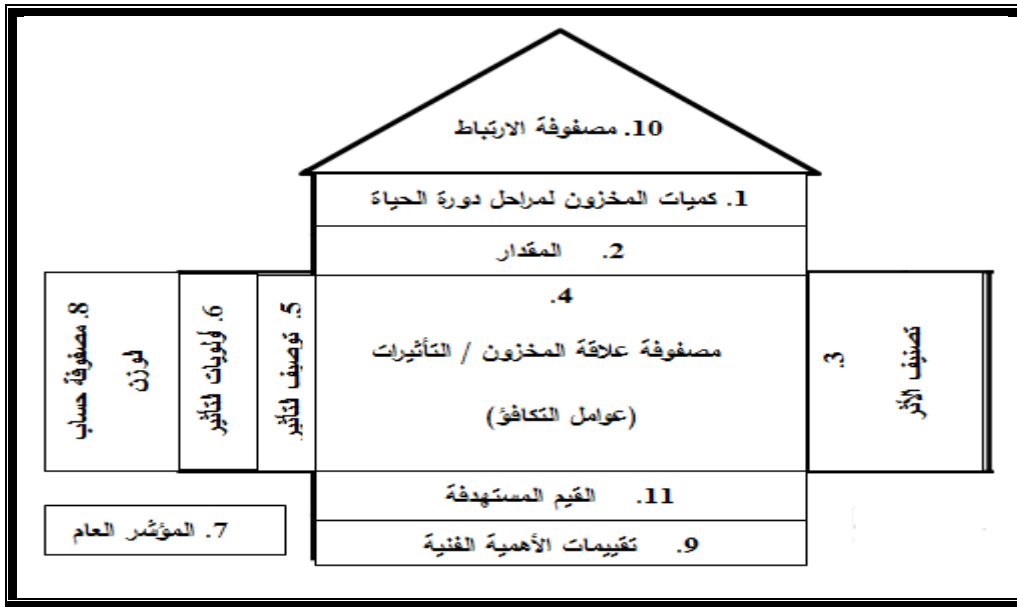 10. مصفوفة الارتباط
1. كميات المخزون لمراحل دورة الحياة
2. المقدار
3.
تصنيف الأثر
4.
مصفوفة علاقة المخزون / التأثيرات
(عوامل التكافؤ)
5. توصيف التأثير
6. أولويات التأثير
8. مصفوفة حساب
الوزن
11. القيم المستهدفة
7. المؤشر العام
9. تقييمات الأهمية الفنية